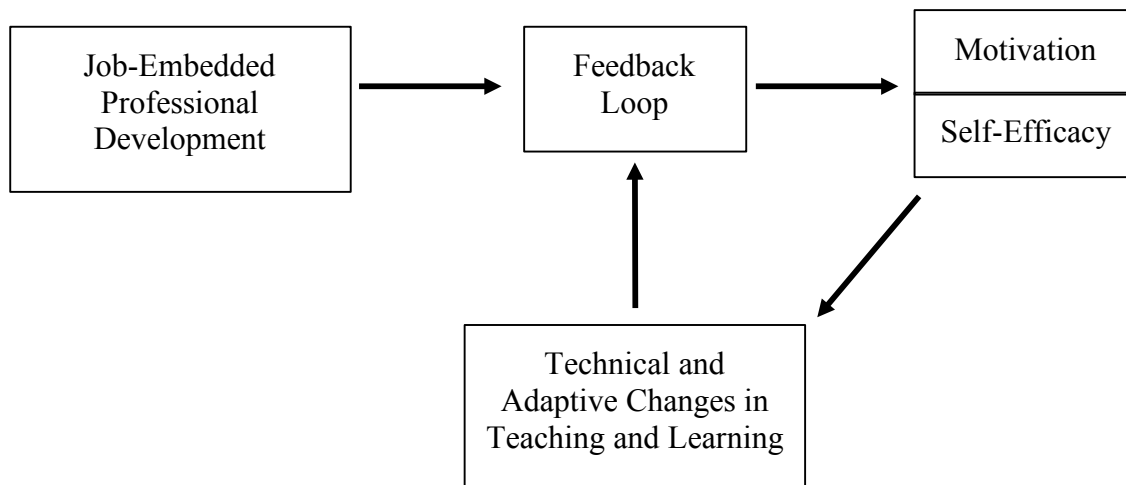 Job-Embedded
Professional
Development
Feedback
Loop
Motivation
Self-Efficacy
Technical and
Adaptive Changes in
Teaching and Learning